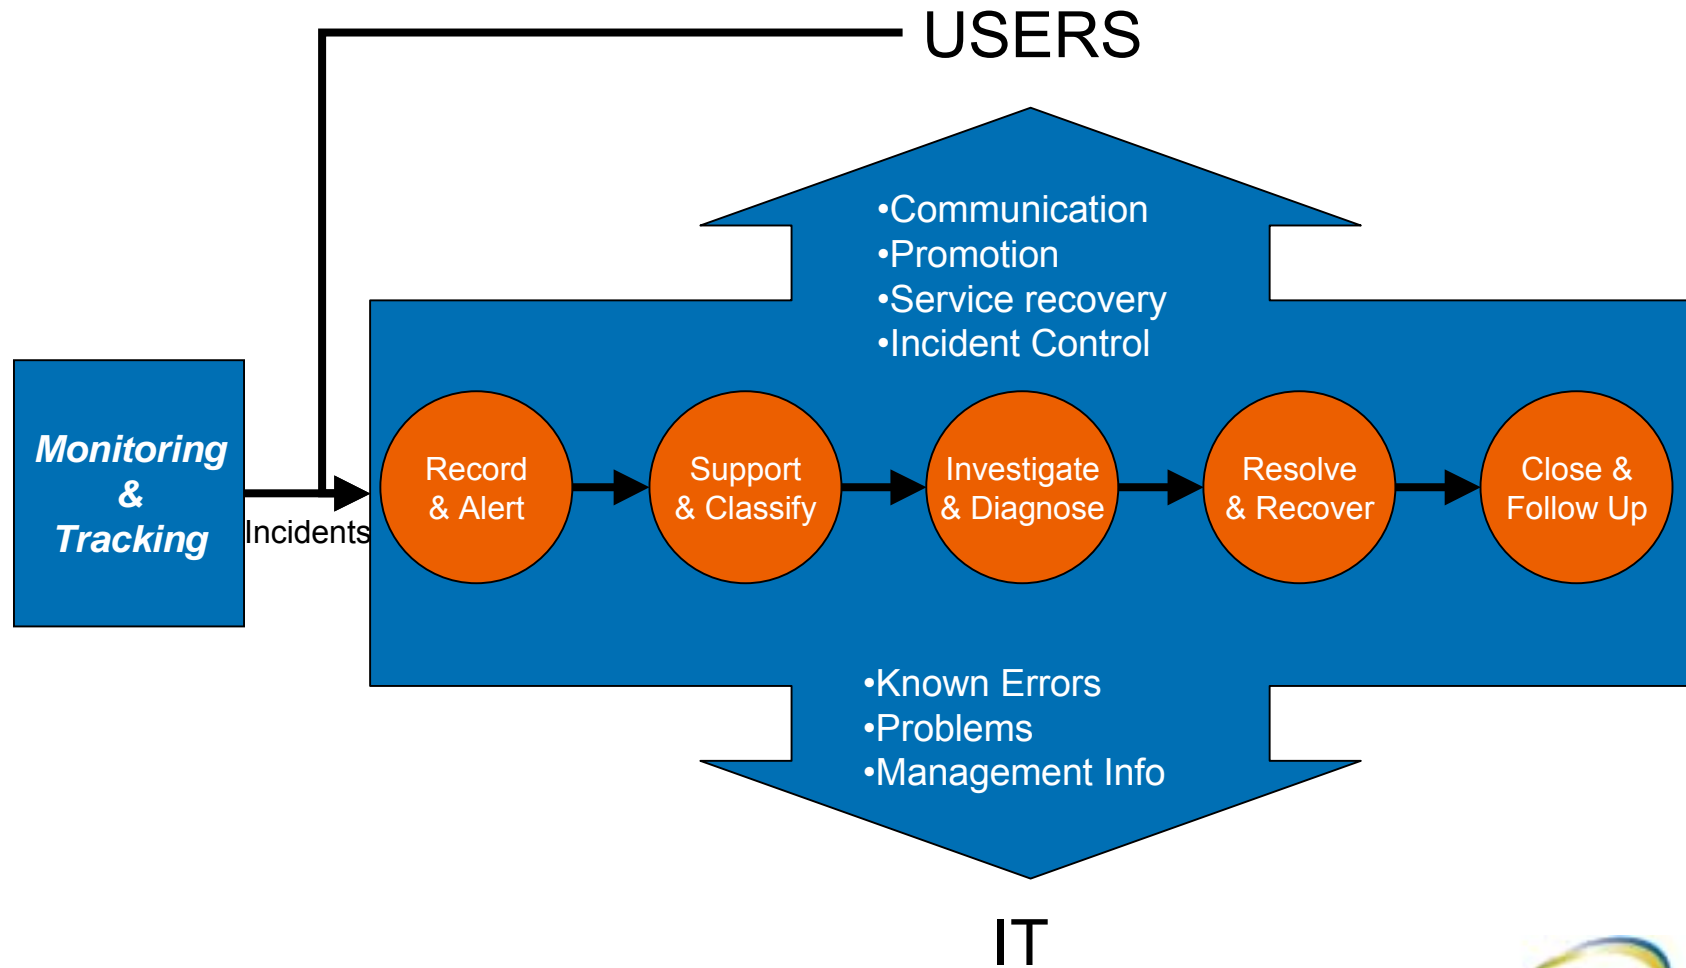 USERS
•Communication
•Promotion
•Service recovery
•Incident Control
Monitoring
&
Tracking
Incidents
Record
& Alert
Support
& Classify
Investigate
& Diagnose
Resolve
& Recover
Close &
Follow Up
•Known Errors
•Problems
•Management Info
IT